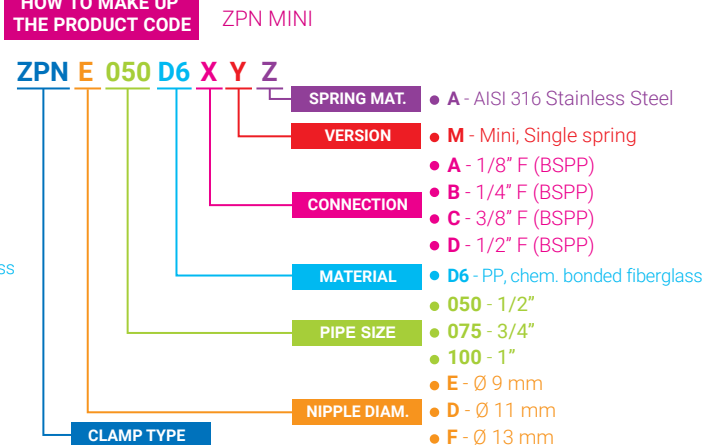 HOW TO MAKE UP
THE PRODUCT CODE
ZPN MINI
ZPN E 050 D6 X Y Z
SPRING MAT.
● A - AISI 316 Stainless Steel
VERSION
● M - Mini, Single spring
● A - 1/8” F (BSPP)
● B - 1/4” F (BSPP)
CONNECTION
● C - 3/8” F (BSPP)
● D - 1/2” F (BSPP)
MATERIAL
● D6 - PP, chem. bonded fiberglass
● 050 - 1/2”
PIPE SIZE
● 075 - 3/4”
● 100 - 1”
● E - Ø 9 mm
NIPPLE DIAM.
● D - Ø 11 mm
● F - Ø 13 mm
CLAMP TYPE